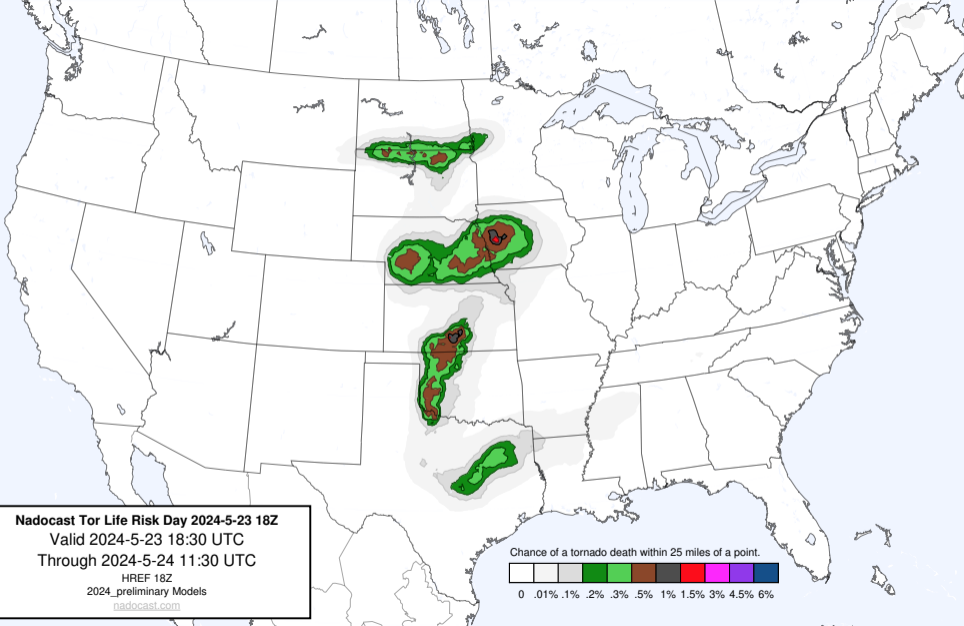 Nadocast Tor Life Risk Day 2024-5-23 18Z
Valid 2024-5-23 18:30 UTC
Through 2024-5-24 11:30 UTC
HREF 18Z
2024_preliminary Models
nadocast.com
Chance of a tornado death within 25 miles of a point.
0 .01% .1% .2% .3% .5% 1% 1.5% 3% 4.5% 6%